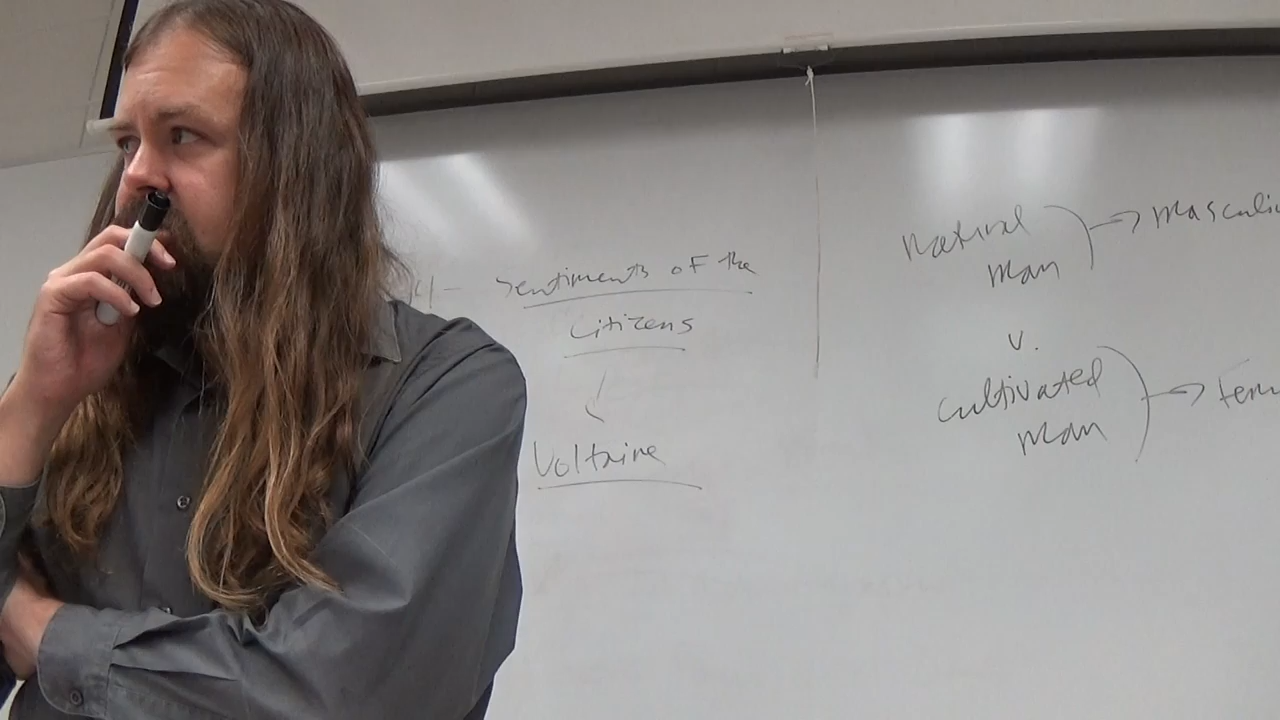 Sentiments of the
Citizens
Voltaire
natural
man
v.
cultivated
man